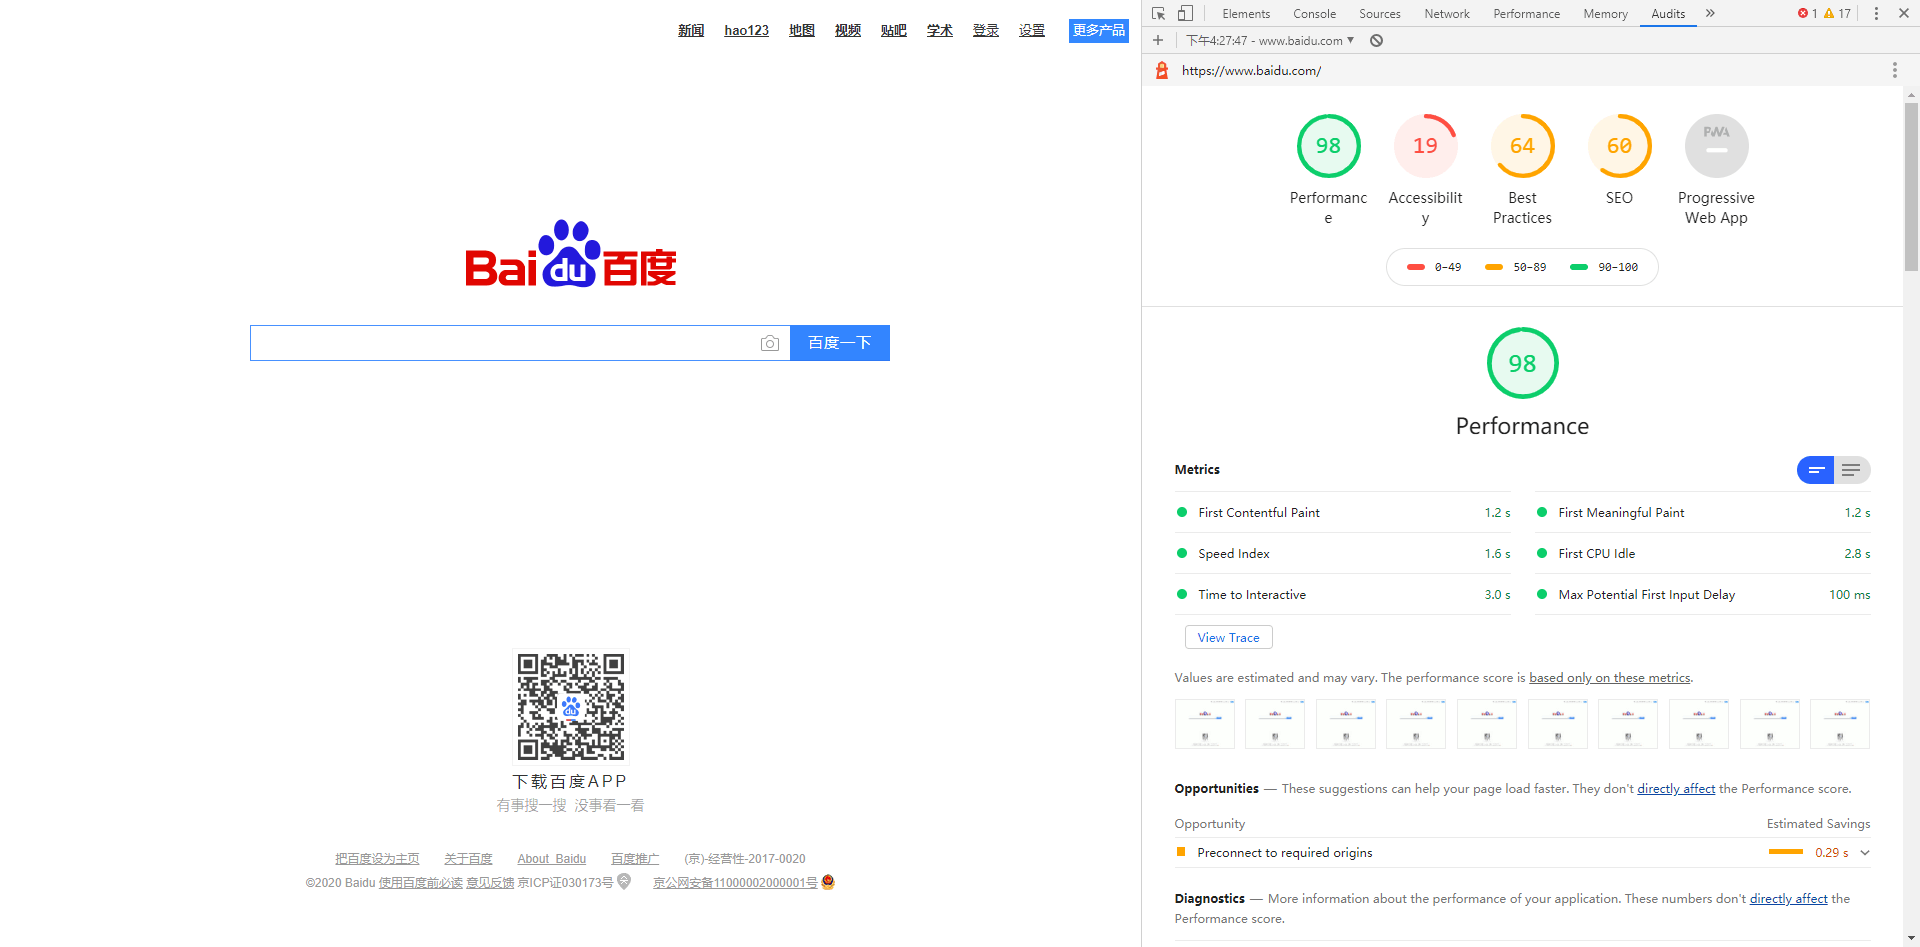 新闻 hao123 地图 视频 贴吧 学术 登录 设置 更多产品
Bai du 百度
百度一下
du
下载百度APP
有事搜一搜 没事看一看
把百度设为主页 关于百度 About Baidu 百度推广 (京)-经营性-2017-0020
©2020 Baidu 使用百度前必读 意见反馈 京ICP证030173号 京公网安备11000002000001号
Elements Console Sources Network Performance Memory Audits » 1 17
下午4:27:47 - www.baidu.com
https://www.baidu.com/
98 19 64 60 PWA
Performanc Accessibilit Best SEO Progressive
e y Practices Web App
0-49 50-89 90-100
98
Performance
Metrics
First Contentful Paint 1.2 s First Meaningful Paint 1.2 s
Speed Index 1.6 s First CPU Idle 2.8 s
Time to Interactive 3.0 s Max Potential First Input Delay 100 ms
View Trace
Values are estimated and may vary. The performance score is based only on these metrics.
Opportunities — These suggestions can help your page load faster. They don't directly affect the Performance score.
Opportunity Estimated Savings
Preconnect to required origins 0.29 s
Diagnostics — More information about the performance of your application. These numbers don't directly affect the
Performance score.